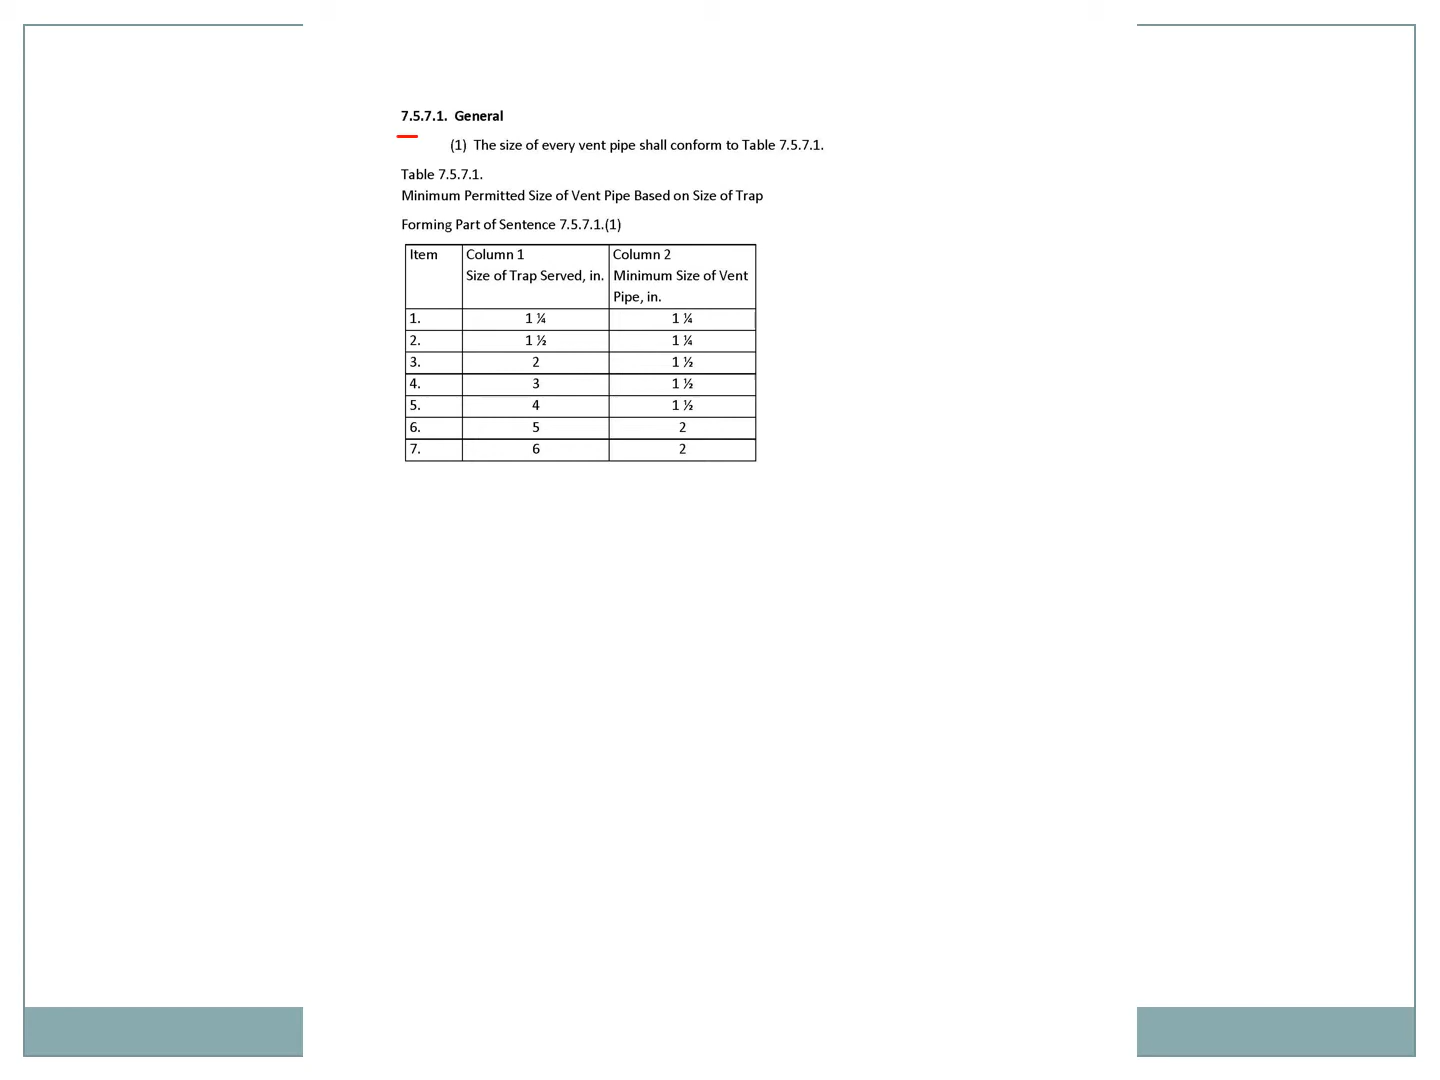 7.5.7.1. General
(1) The size of every vent pipe shall conform to Table 7.5.7.1.
Table 7.5.7.1.
Minimum Permitted Size of Vent Pipe Based on Size of Trap
Forming Part of Sentence 7.5.7.1.(1)
Item Column 1 Column 2
Size of Trap Served, in. Minimum Size of Vent
Pipe, in.
1. 1 ¼ 1 ¼
2. 1 ½ 1 ¼
3. 2 1 ½
4. 3 1 ½
5. 4 1 ½
6. 5 2
7. 6 2